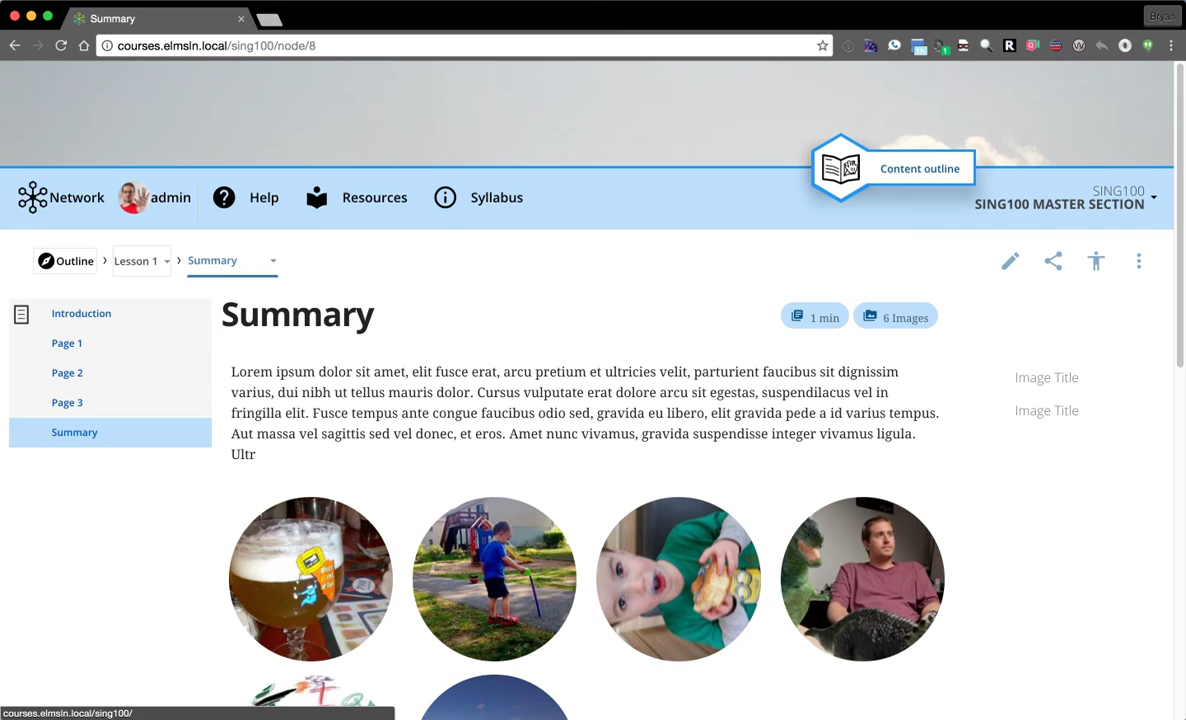 Summary
Bryan
courses.elmsln.local/sing100/node/8
Content outline
Network
admin
Help
Resources
Syllabus
SING100
SING100 MASTER SECTION
Outline
Lesson 1
Summary
Introduction
Page 1
Page 2
Page 3
Summary
Summary
1 min
6 Images
Lorem ipsum dolor sit amet, elit fusce erat, arcu pretium et ultricies velit, parturient faucibus sit dignissim
varius, dui nibh ut tellus mauris dolor. Cursus vulputate erat dolore arcu sit egestas, suspendilacus vel in
fringilla elit. Fusce tempus ante congue faucibus odio sed, gravida eu libero, elit gravida pede a id varius tempus.
Aut massa vel sagittis sed vel donec, et eros. Amet nunc vivamus, gravida suspendisse integer vivamus ligula.
Ultr
Image Title
Image Title
courses.elmsln.local/sing100/